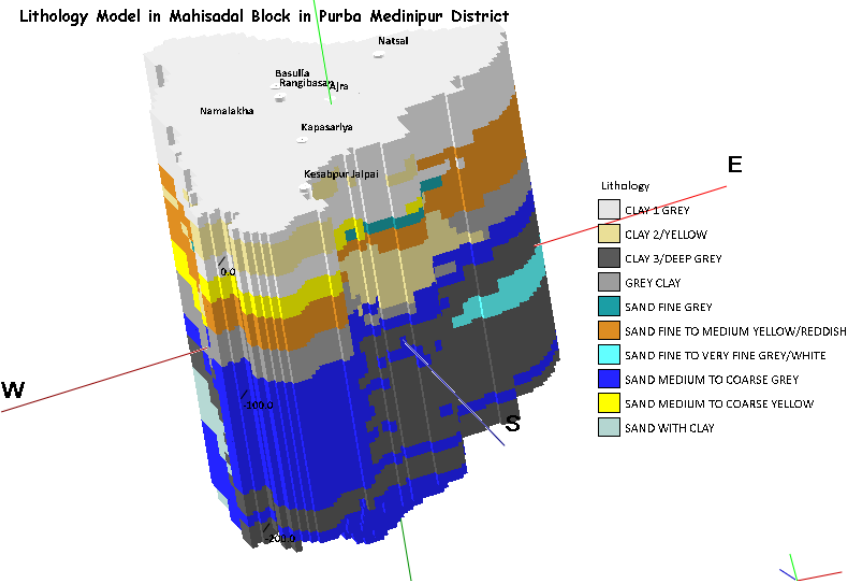 Lithology Model in Mahisadal Block in Purba Medinipur District
Natsal
Basulia
Rangibasan
Ajra
Namalakha
Kapasariya
Kesabpur Jalpai
E
Lithology
CLAY 1 GREY
CLAY 2/YELLOW
CLAY 3/DEEP GREY
GREY CLAY
SAND FINE GREY
SAND FINE TO MEDIUM YELLOW/REDDISH
SAND FINE TO VERY FINE GREY/WHITE
SAND MEDIUM TO COARSE GREY
SAND MEDIUM TO COARSE YELLOW
SAND WITH CLAY
0.0
W
-100.0
S
-200.0